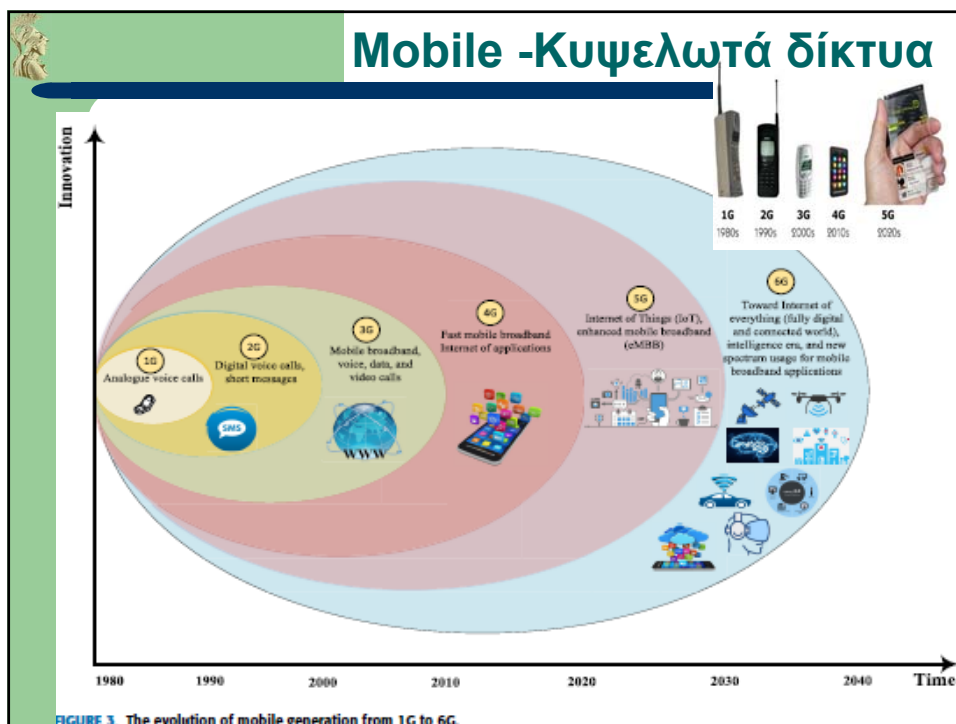 Mobile -Κυψελωτά δίκτυα
Innovation
1G 2G 3G 4G 5G
1980s 1990s 2000s 2010s 2020s
1G
Analogue voice calls
2G
Digital voice calls,
short messages
SMS
3G
Mobile broadband,
voice, data, and
video calls
WWW
4G
Fast mobile broadband
Internet of applications
5G
Internet of Things (IoT),
enhanced mobile broadband
(eMBB)
6G
Toward Internet of
everything (fully digital
and connected world),
intelligence era, and new
spectrum usage for mobile
broadband applications
1980 1990 2000 2010 2020 2030 2040 Time
FIGURE 3 The evolution of mobile generation from 1G to 6G.